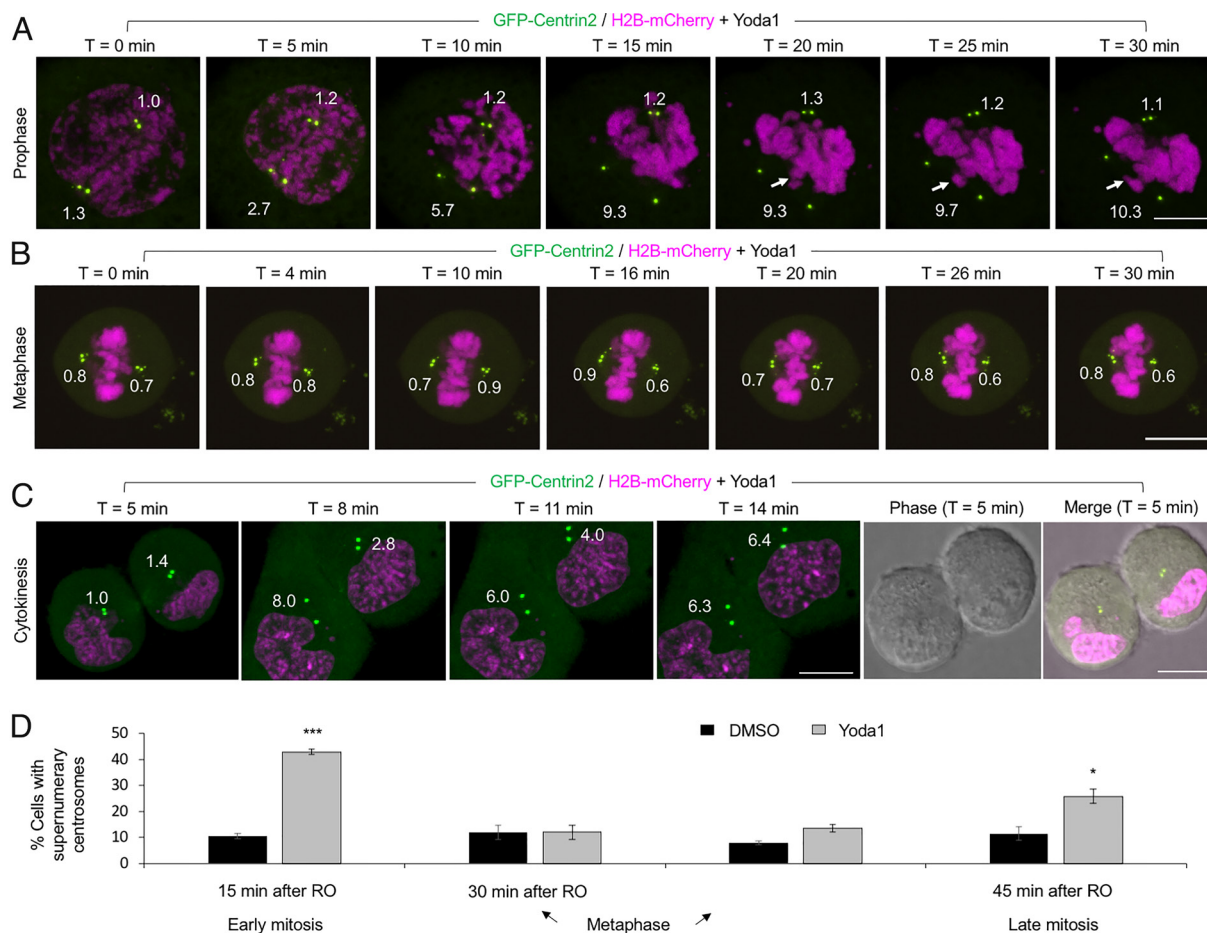 A
GFP-Centrin2 / H2B-mCherry + Yoda1
T = 0 min T = 5 min T = 10 min T = 15 min T = 20 min T = 25 min T = 30 min
Prophase
1.0 1.2 1.2 1.2 1.3 1.2 1.1
1.3 2.7 5.7 9.3 9.3 9.7 10.3
B
GFP-Centrin2 / H2B-mCherry + Yoda1
T = 0 min T = 4 min T = 10 min T = 16 min T = 20 min T = 26 min T = 30 min
Metaphase
0.8 0.7 0.8 0.8 0.7 0.9 0.9 0.6 0.7 0.7 0.8 0.6 0.8 0.6
C
GFP-Centrin2 / H2B-mCherry + Yoda1
T = 5 min T = 8 min T = 11 min T = 14 min Phase (T = 5 min) Merge (T = 5 min)
Cytokinesis
1.4 2.8 4.0 6.4
1.0 8.0 6.0 6.3
D
DMSO Yoda1
% Cells with
supernumerary
centrosomes
50
40
30
20
10
0
***
*
15 min after RO 30 min after RO 45 min after RO
Early mitosis Metaphase Late mitosis